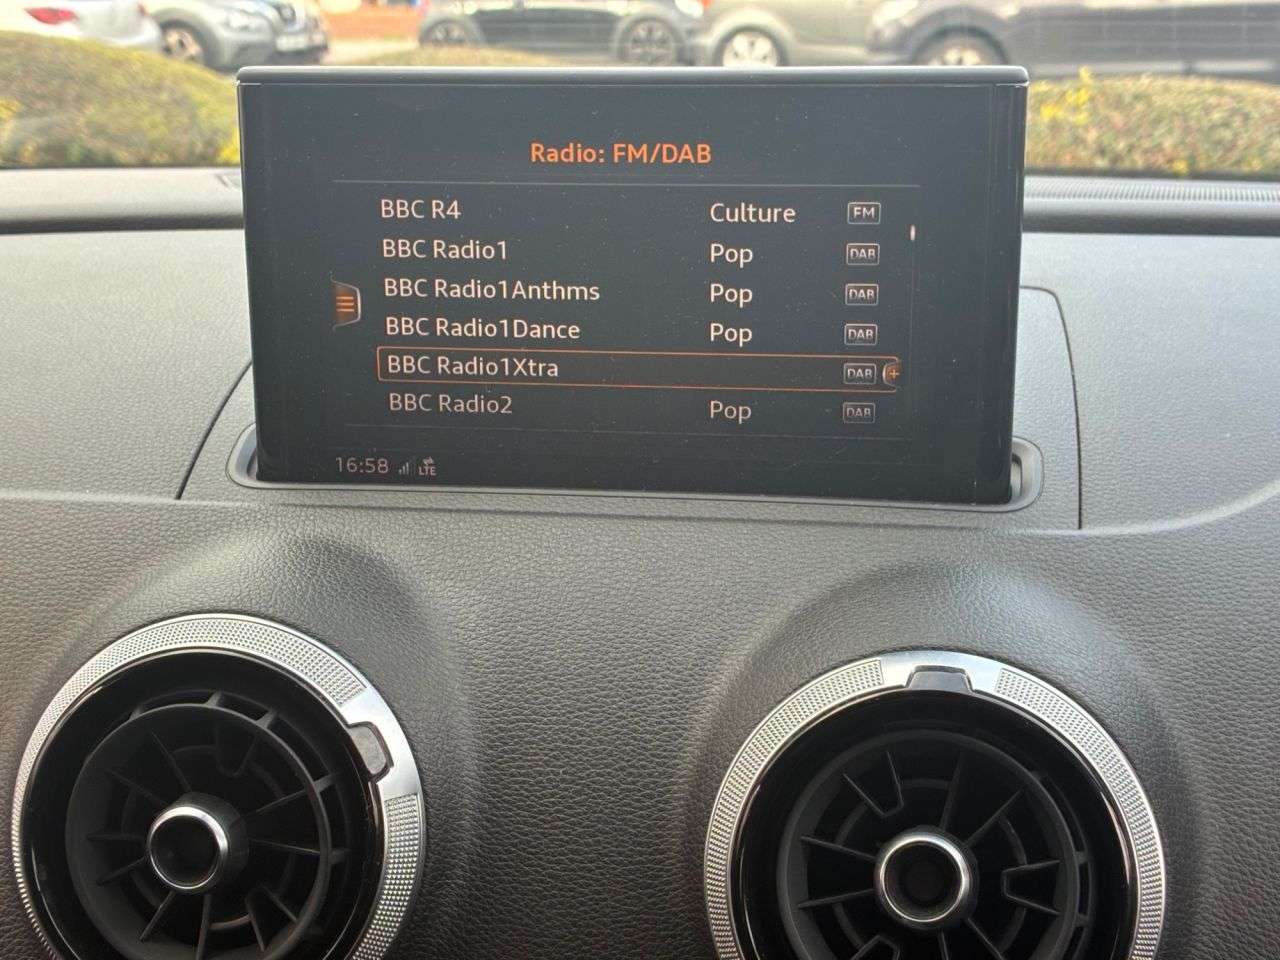 Radio: FM/DAB
BBC R4 Culture FM
BBC Radio1 Pop DAB
BBC Radio1Anthms Pop DAB
BBC Radio1Dance Pop DAB
BBC Radio1Xtra DAB +
BBC Radio2 Pop DAB
16:58 LTE